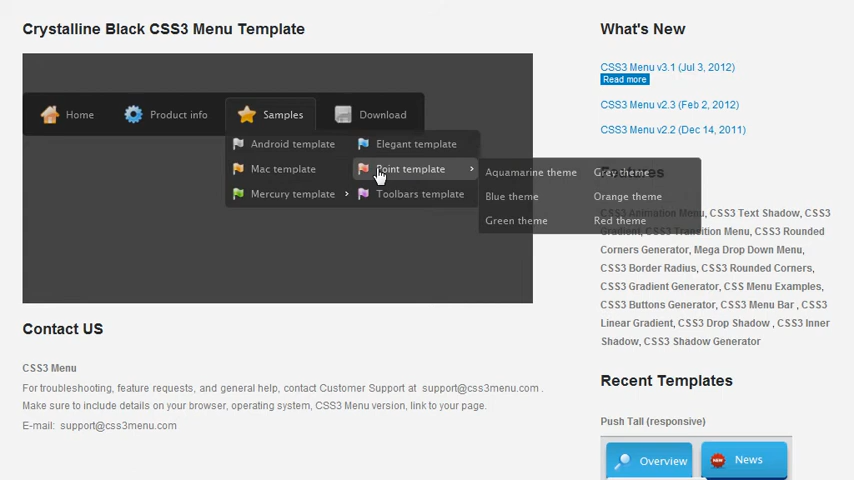 Crystalline Black CSS3 Menu Template
Home
Product info
Samples
Download
Android template
Elegant template
Mac template
Point template
Mercury template
Toolbars template
Aquamarine theme
Grey theme
Blue theme
Orange theme
Green theme
Red theme
Contact US
CSS3 Menu
For troubleshooting, feature requests, and general help, contact Customer Support at support@css3menu.com .
Make sure to include details on your browser, operating system, CSS3 Menu version, link to your page.
E-mail: support@css3menu.com
What's New
CSS3 Menu v3.1 (Jul 3, 2012)
Read more
CSS3 Menu v2.3 (Feb 2, 2012)
CSS3 Menu v2.2 (Dec 14, 2011)
Features
CSS3 Animation Menu, CSS3 Text Shadow, CSS3
Gradient, CSS3 Transition Menu, CSS3 Rounded
Corners Generator, Mega Drop Down Menu,
CSS3 Border Radius, CSS3 Rounded Corners,
CSS3 Gradient Generator, CSS Menu Examples,
CSS3 Buttons Generator, CSS3 Menu Bar , CSS3
Linear Gradient, CSS3 Drop Shadow , CSS3 Inner
Shadow, CSS3 Shadow Generator
Recent Templates
Push Tall (responsive)
Overview
NEW
News